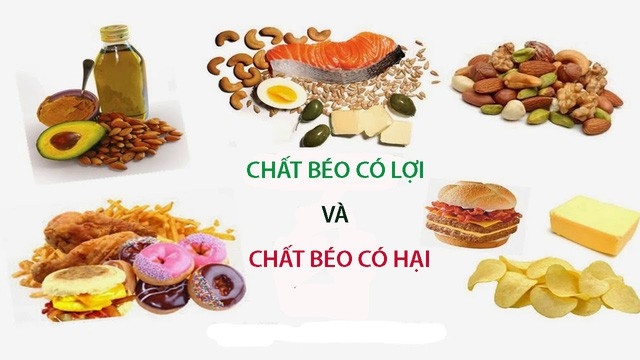 CHẤT BÉO CÓ LỢI
VÀ
CHẤT BÉO CÓ HẠI